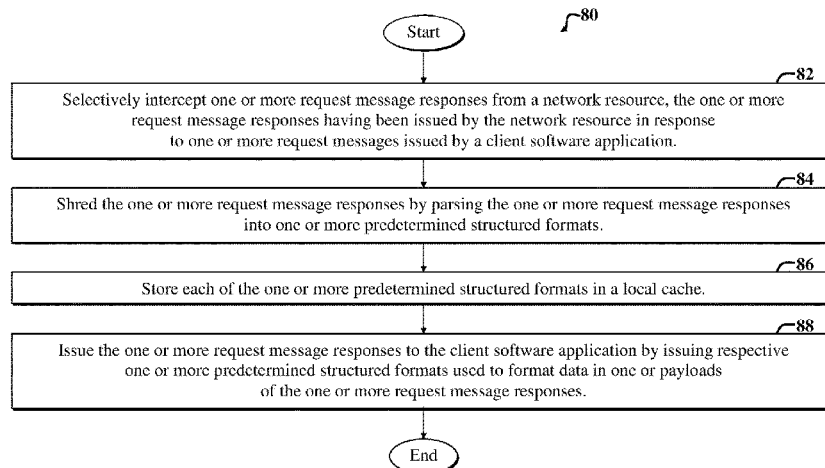 80
Start
82
Selectively intercept one or more request message responses from a network resource, the one or more
request message responses having been issued by the network resource in response
to one or more request messages issued by a client software application.
84
Shred the one or more request message responses by parsing the one or more request message responses
into one or more predetermined structured formats.
86
Store each of the one or more predetermined structured formats in a local cache.
88
Issue the one or more request message responses to the client software application by issuing respective
one or more predetermined structured formats used to format data in one or payloads
of the one or more request message responses.
End